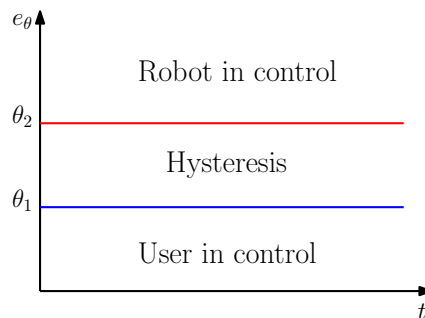 e_θ
Robot in control
θ_2
Hysteresis
θ_1
User in control
t